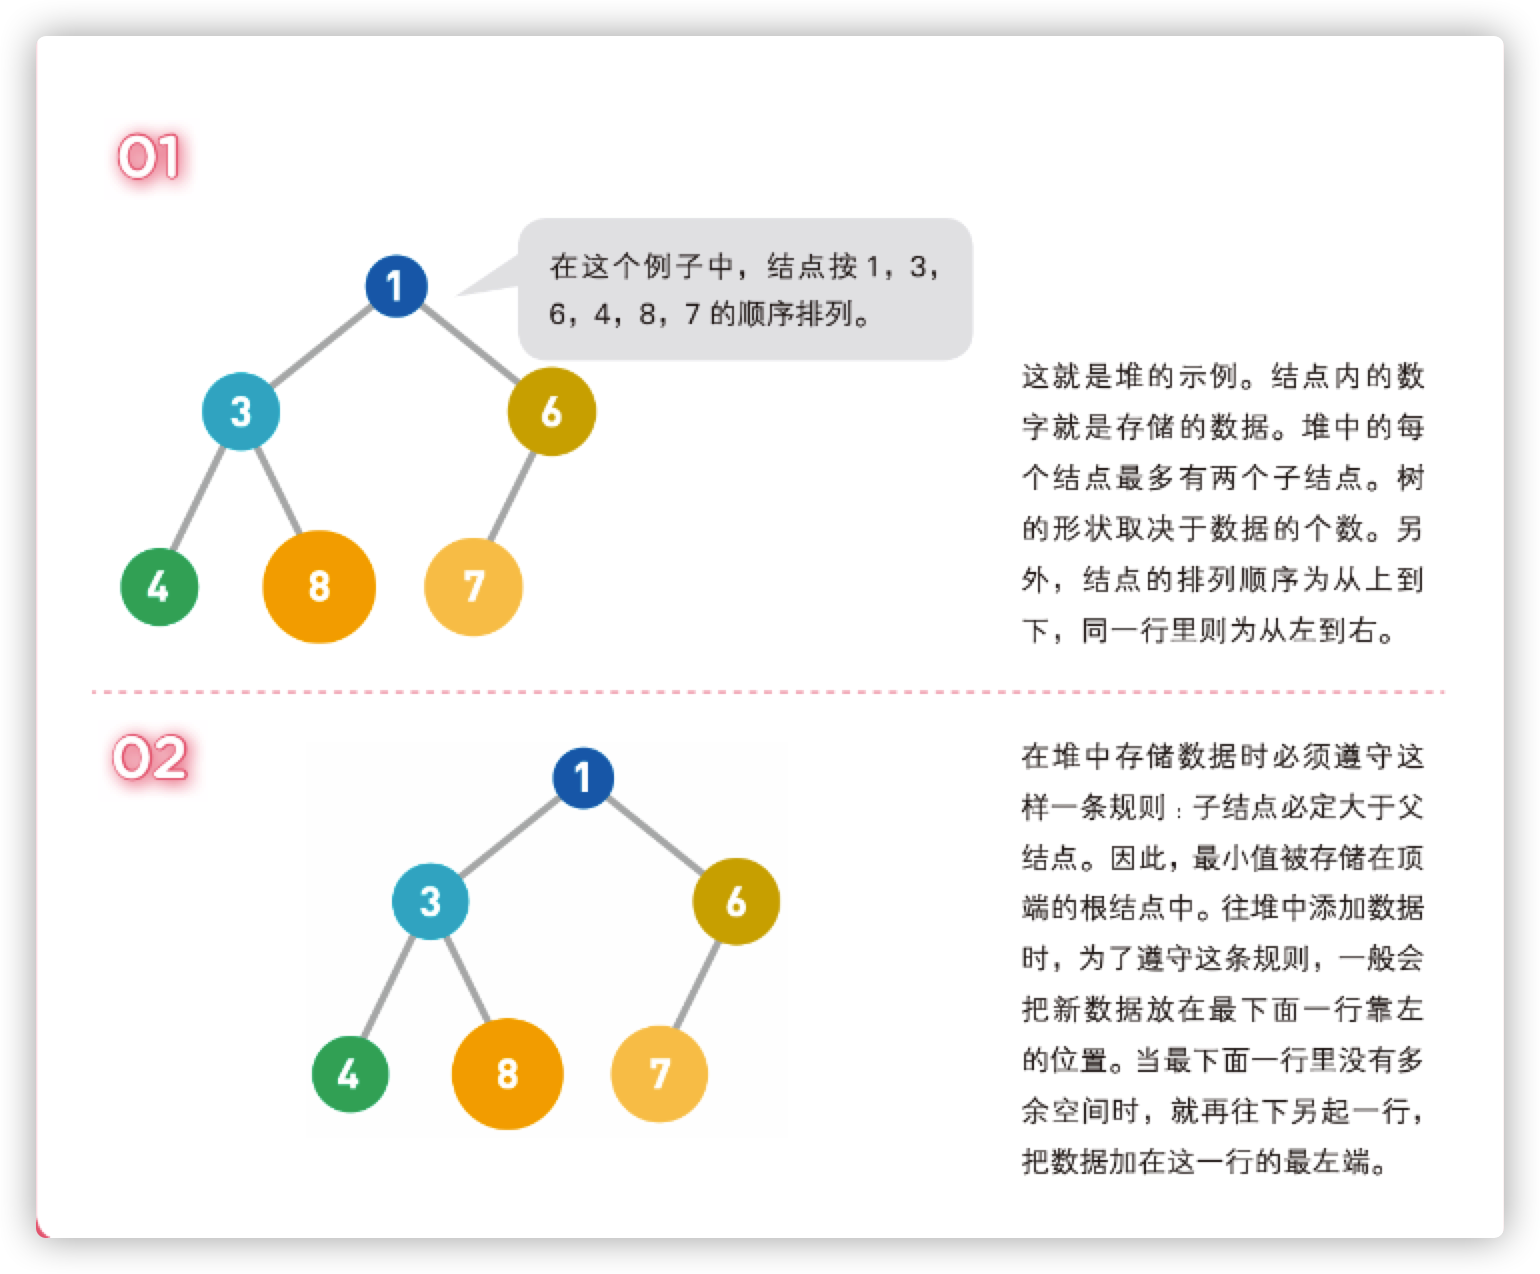 01
1
在这个例子中，结点按 1，3，
6，4，8，7 的顺序排列。
3
6
4
8
7
这就是堆的示例。结点内的数
字就是存储的数据。堆中的每
个结点最多有两个子结点。树
的形状取决于数据的个数。另
外，结点的排列顺序为从上到
下，同一行里则为从左到右。
02
1
3
6
4
8
7
在堆中存储数据时必须遵守这
样一条规则：子结点必定大于父
结点。因此，最小值被存储在顶
端的根结点中。往堆中添加数据
时，为了遵守这条规则，一般会
把新数据放在最下面一行靠左
的位置。当最下面一行里没有多
余空间时，就再往下另起一行，
把数据加在这一行的最左端。